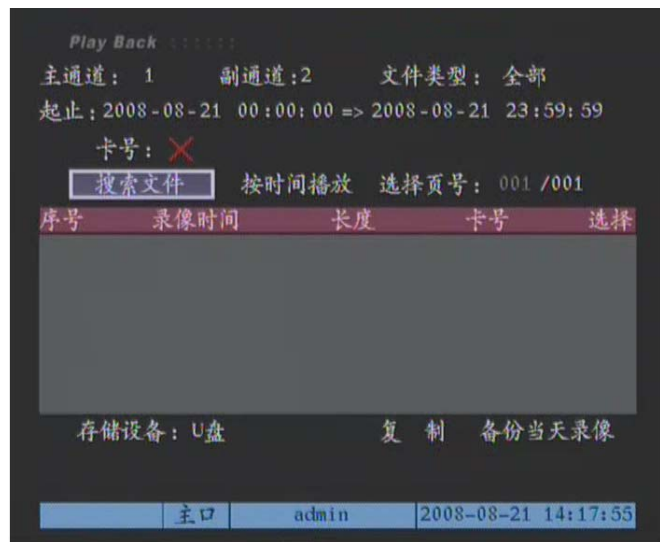 Play Back ::::::
主通道： 1 副通道:2 文件类型： 全部
起止:2008-08-21 00:00:00 => 2008-08-21 23:59:59
卡号：
搜索文件 按时间播放 选择页号： 001 /001
序号 录像时间 长度 卡号 选择
存储设备：U盘 复 制 备份当天录像
主口 admin 2008-08-21 14:17:55